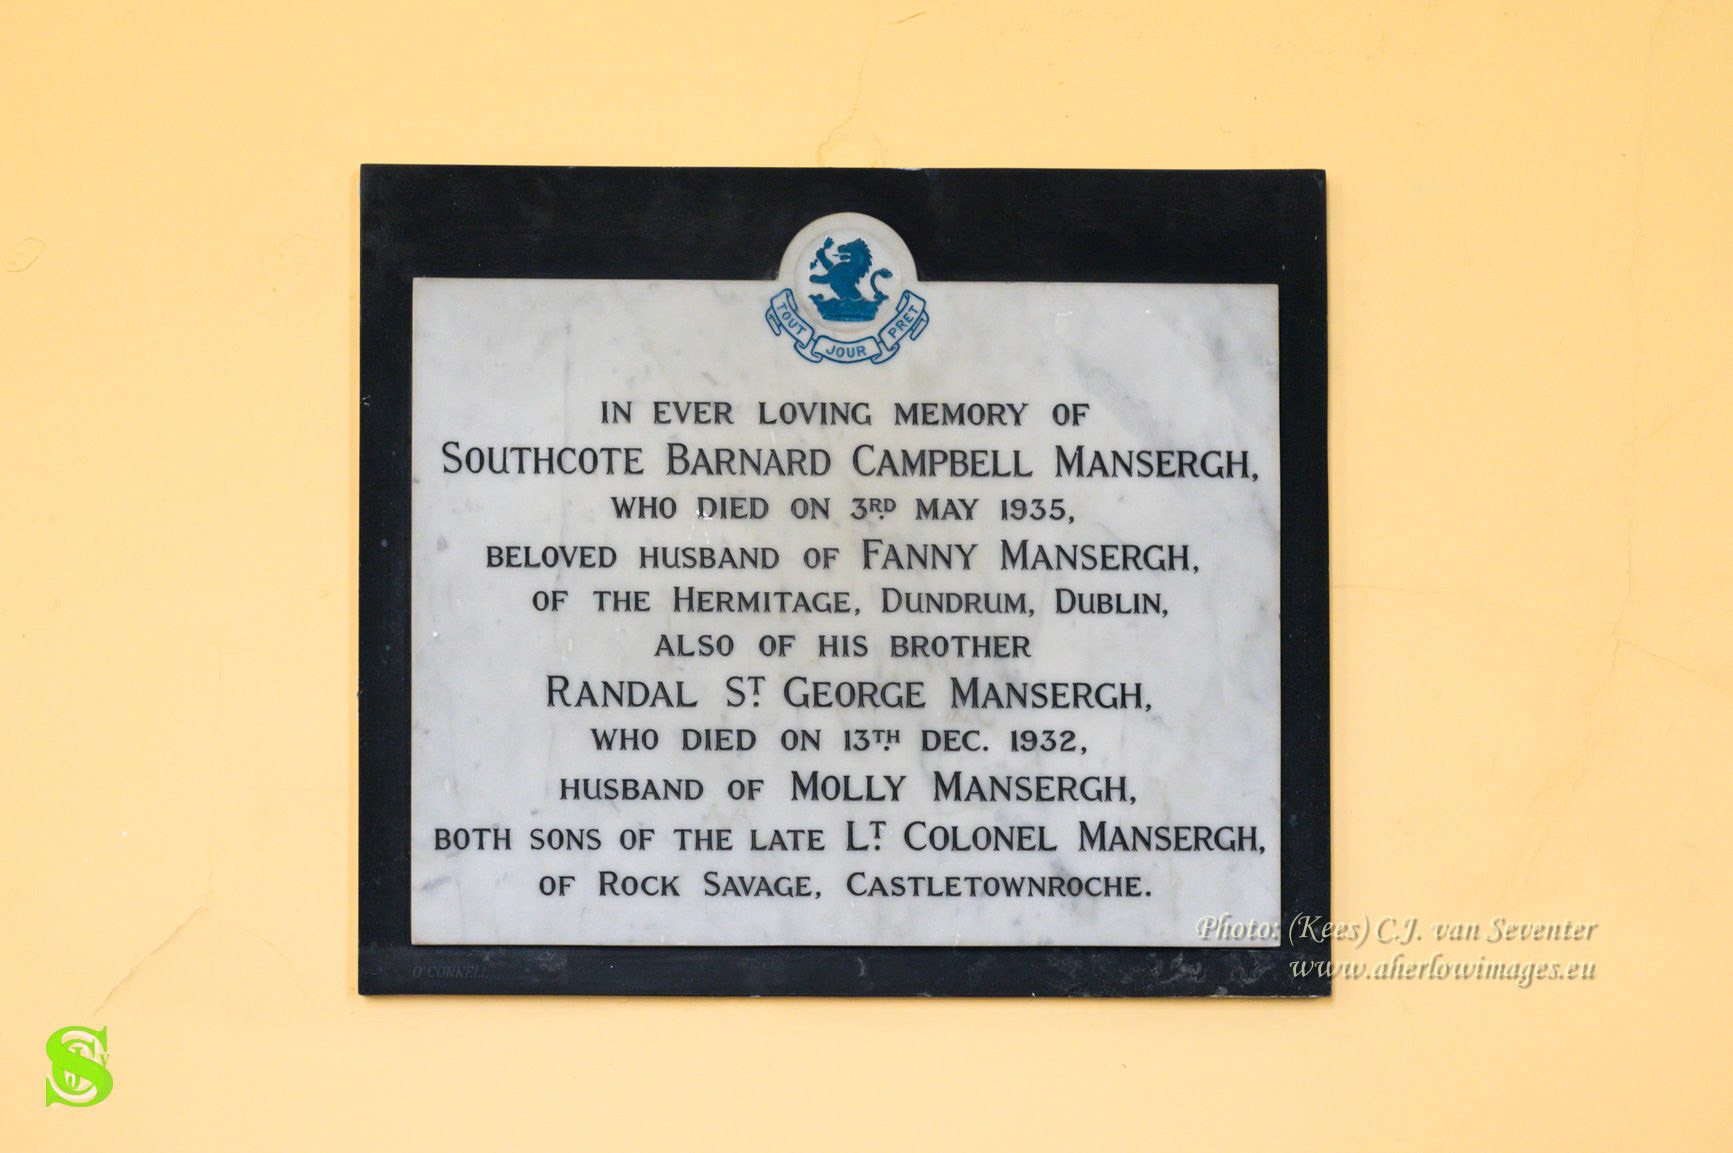 TOUT JOUR PRET
IN EVER LOVING MEMORY OF
SOUTHCOTE BARNARD CAMPBELL MANSERGH,
WHO DIED ON 3RD MAY 1935,
BELOVED HUSBAND OF FANNY MANSERGH,
OF THE HERMITAGE, DUNDRUM, DUBLIN,
ALSO OF HIS BROTHER
RANDAL ST. GEORGE MANSERGH,
WHO DIED ON 13TH DEC. 1932,
HUSBAND OF MOLLY MANSERGH,
BOTH SONS OF THE LATE LT. COLONEL MANSERGH,
OF ROCK SAVAGE, CASTLETOWNROCHE.
O'CONNELL
Photo: (Kees) C.J. van Seventer
www.aherlowimages.eu